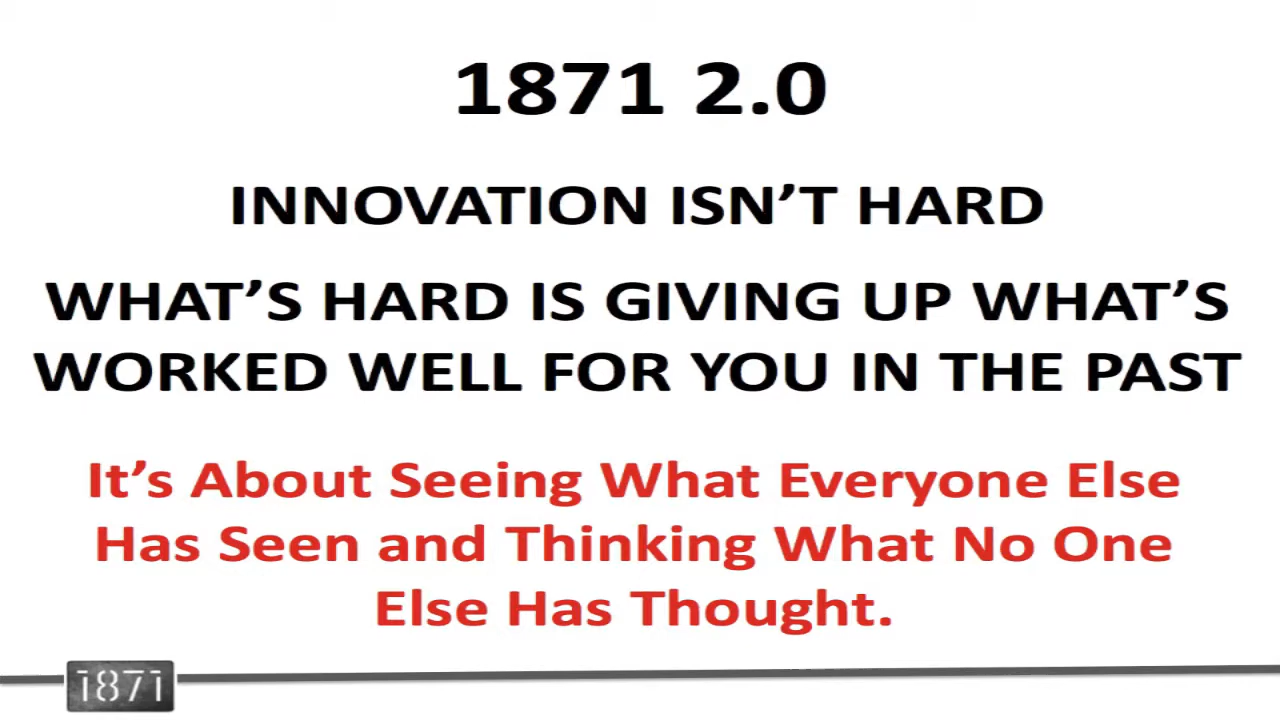 1871 2.0
INNOVATION ISN’T HARD
WHAT’S HARD IS GIVING UP WHAT’S
WORKED WELL FOR YOU IN THE PAST
It’s About Seeing What Everyone Else
Has Seen and Thinking What No One
Else Has Thought.
1871